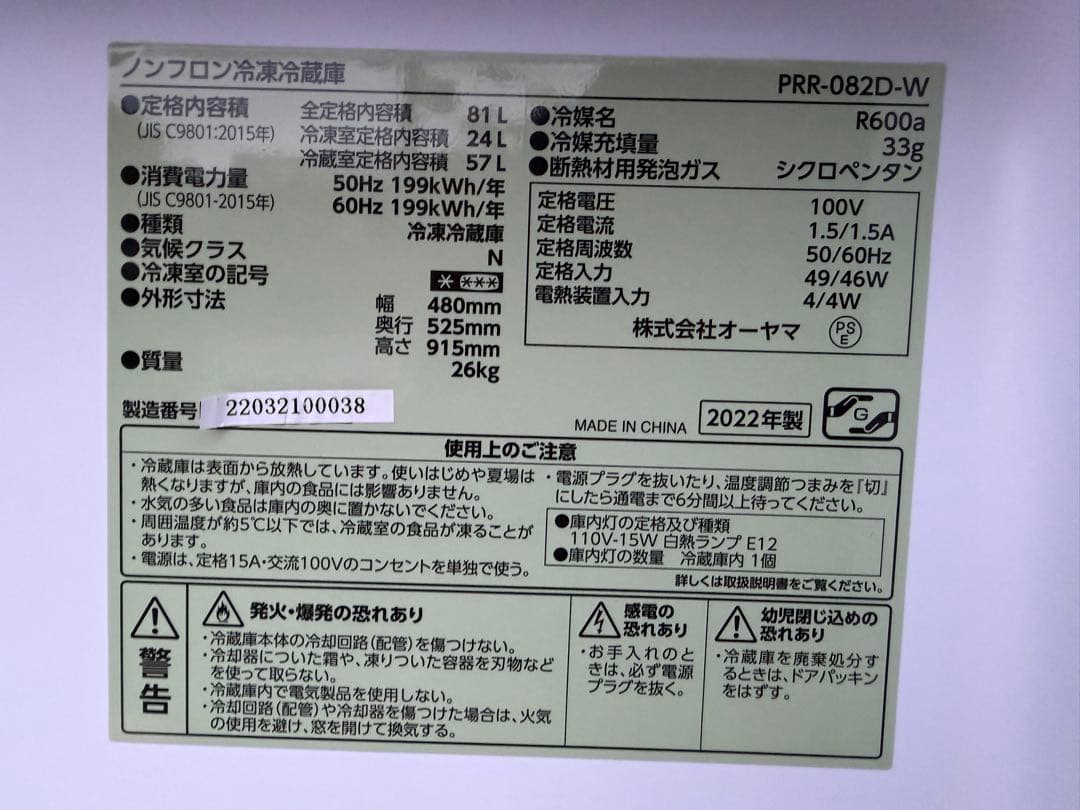 ノンフロン冷凍冷蔵庫
PRR-082D-W
●定格内容積 全定格内容積 81 L
(JIS C9801:2015年) 冷凍室定格内容積 24 L
冷蔵室定格内容積 57 L
●消費電力量 50Hz 199kWh/年
(JIS C9801-2015年) 60Hz 199kWh/年
●種類 冷凍冷蔵庫
●気候クラス N
●冷凍室の記号
●外形寸法 幅 480mm
奥行 525mm
高さ 915mm
●質量 26kg
製造番号 22032100038
●冷媒名 R600a
●冷媒充填量 33g
●断熱材用発泡ガス シクロペンタン
定格電圧 100V
定格電流 1.5/1.5A
定格周波数 50/60Hz
定格入力 49/46W
電熱装置入力 4/4W
株式会社オーヤマ PS E
MADE IN CHINA 2022年製 G
使用上のご注意
・冷蔵庫は表面から放熱しています。使いはじめや夏場は
熱くなりますが、庫内の食品には影響ありません。
・水気の多い食品は庫内の奥に置かないでください。
・周囲温度が約5℃以下では、冷蔵室の食品が凍ることが
あります。
・電源は、定格15A・交流100Vのコンセントを単独で使う。
・電源プラグを抜いたり、温度調節つまみを『切』
にしたら通電まで6分間以上待ってください。
●庫内灯の定格及び種類
110V-15W 白熱ランプ E12
●庫内灯の数量 冷蔵庫内 1個
詳しくは取扱説明書をご覧ください。
警告
発火・爆発の恐れあり
・冷蔵庫本体の冷却回路(配管)を傷つけない。
・冷却器についた霜や、凍りついた容器を刃物など
を使って取らない。
・冷蔵庫内で電気製品を使用しない。
・冷却回路(配管)や冷却器を傷つけた場合は、火気
の使用を避け、窓を開けて換気する。
感電の
恐れあり
・お手入れのと
きは、必ず電源
プラグを抜く。
幼児閉じ込めの
恐れあり
・冷蔵庫を廃棄処分す
るときは、ドアパッキン
をはずす。